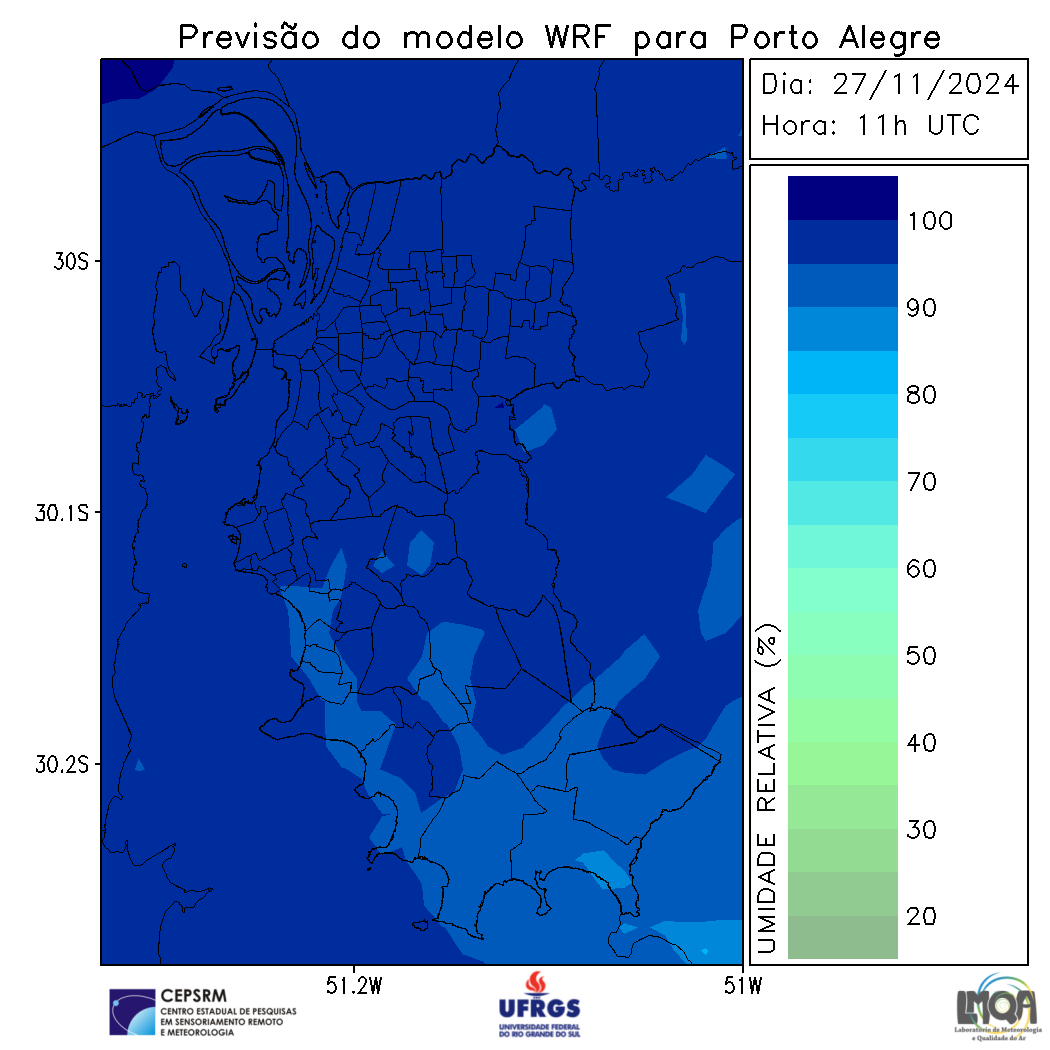 Previsão do modelo WRF para Porto Alegre
Dia: 27/11/2024
Hora: 11h UTC
30S
30.1S
30.2S
51.2W
51W
100
90
80
70
60
50
40
30
20
UMIDADE RELATIVA (%)
CEPSRM
CENTRO ESTADUAL DE PESQUISAS
EM SENSORIAMENTO REMOTO
E METEOROLOGIA
UFRGS
UNIVERSIDADE FEDERAL
DO RIO GRANDE DO SUL
LMQA
Laboratório de Meteorologia
e Qualidade do Ar